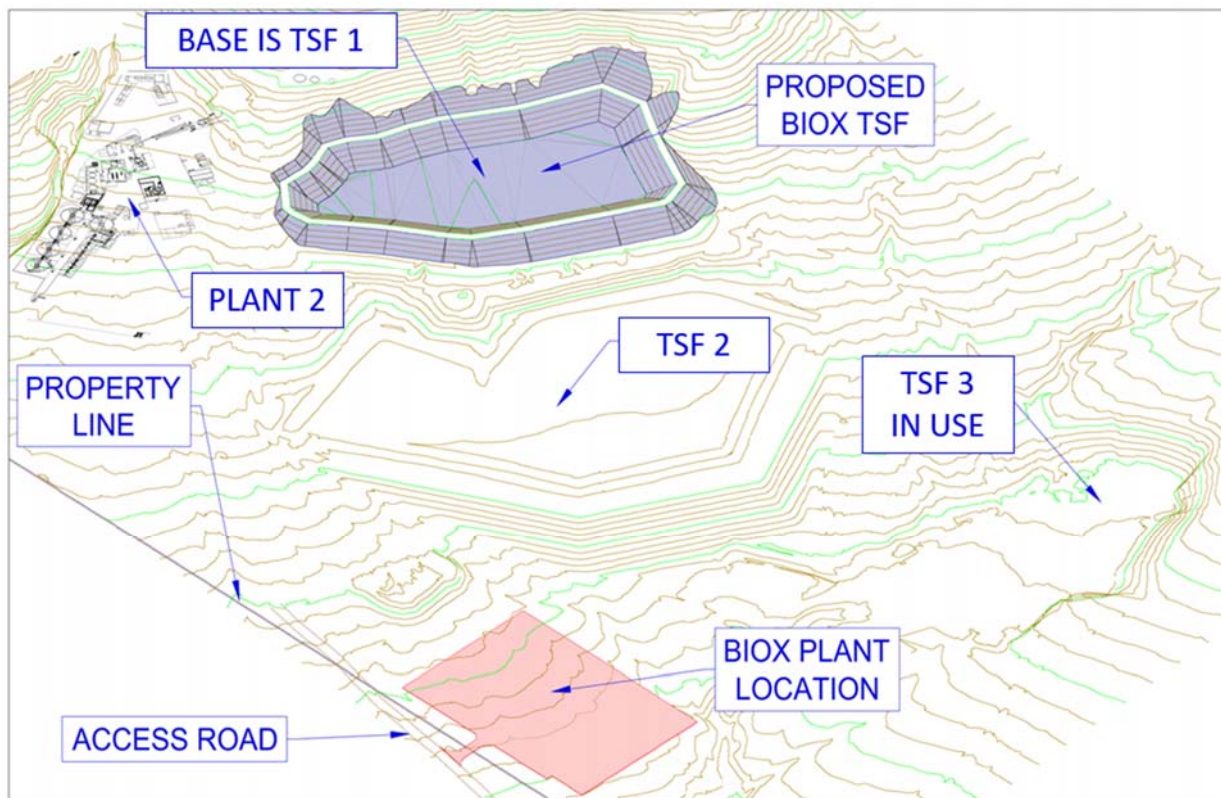 BASE IS TSF 1
PROPOSED
BIOX TSF
PLANT 2
TSF 2
PROPERTY
LINE
TSF 3
IN USE
BIOX PLANT
LOCATION
ACCESS ROAD